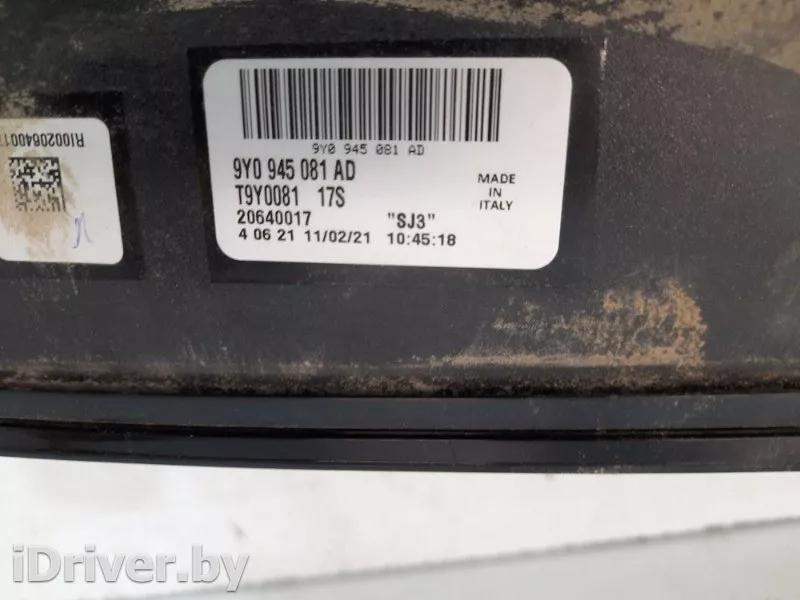 RI0020640017
9Y0 945 081 AD
9Y0 945 081 AD
T9Y0081 17S
20640017 "SJ3"
4 06 21 11/02/21 10:45:18
MADE
IN
ITALY
iDriver.by